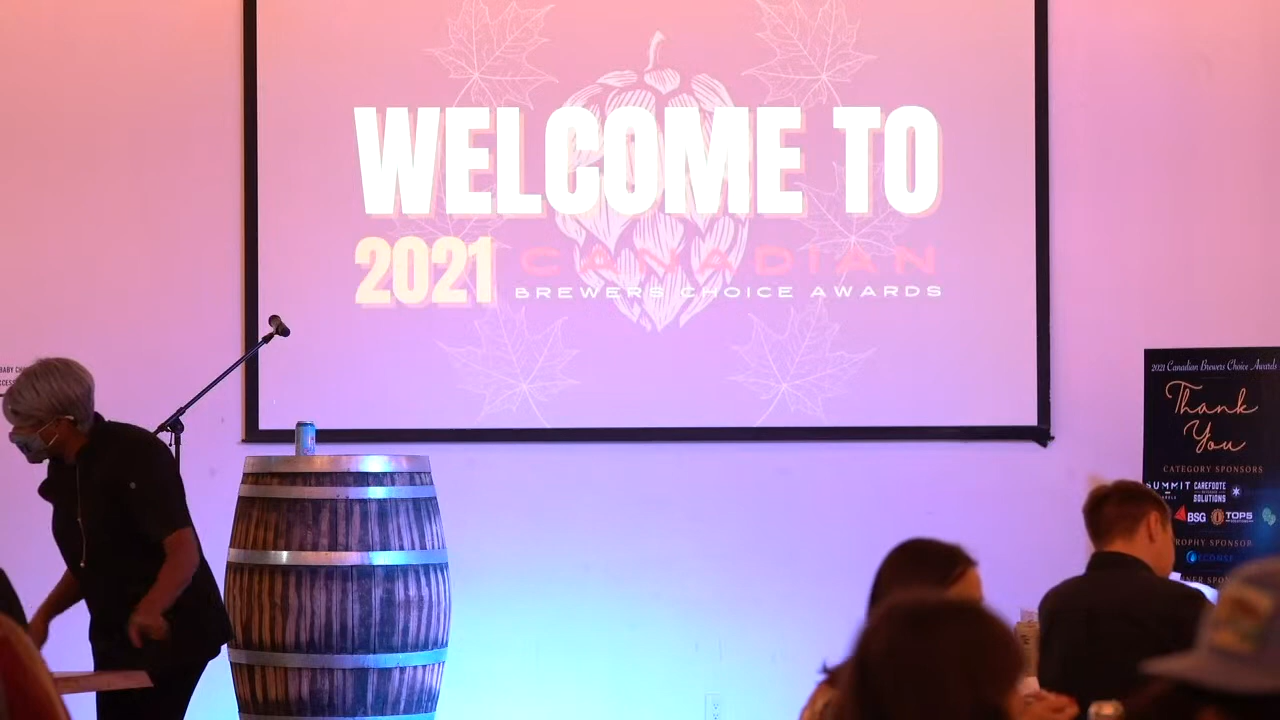 WELCOME TO
2021 CANADIAN
BREWERS CHOICE AWARDS
2021 Canadian Brewers Choice Awards
Thank
You
CATEGORY SPONSORS
SUMMIT CAREFOOTE
SOLUTIONS
BSG TOPS
TROPHY SPONSOR